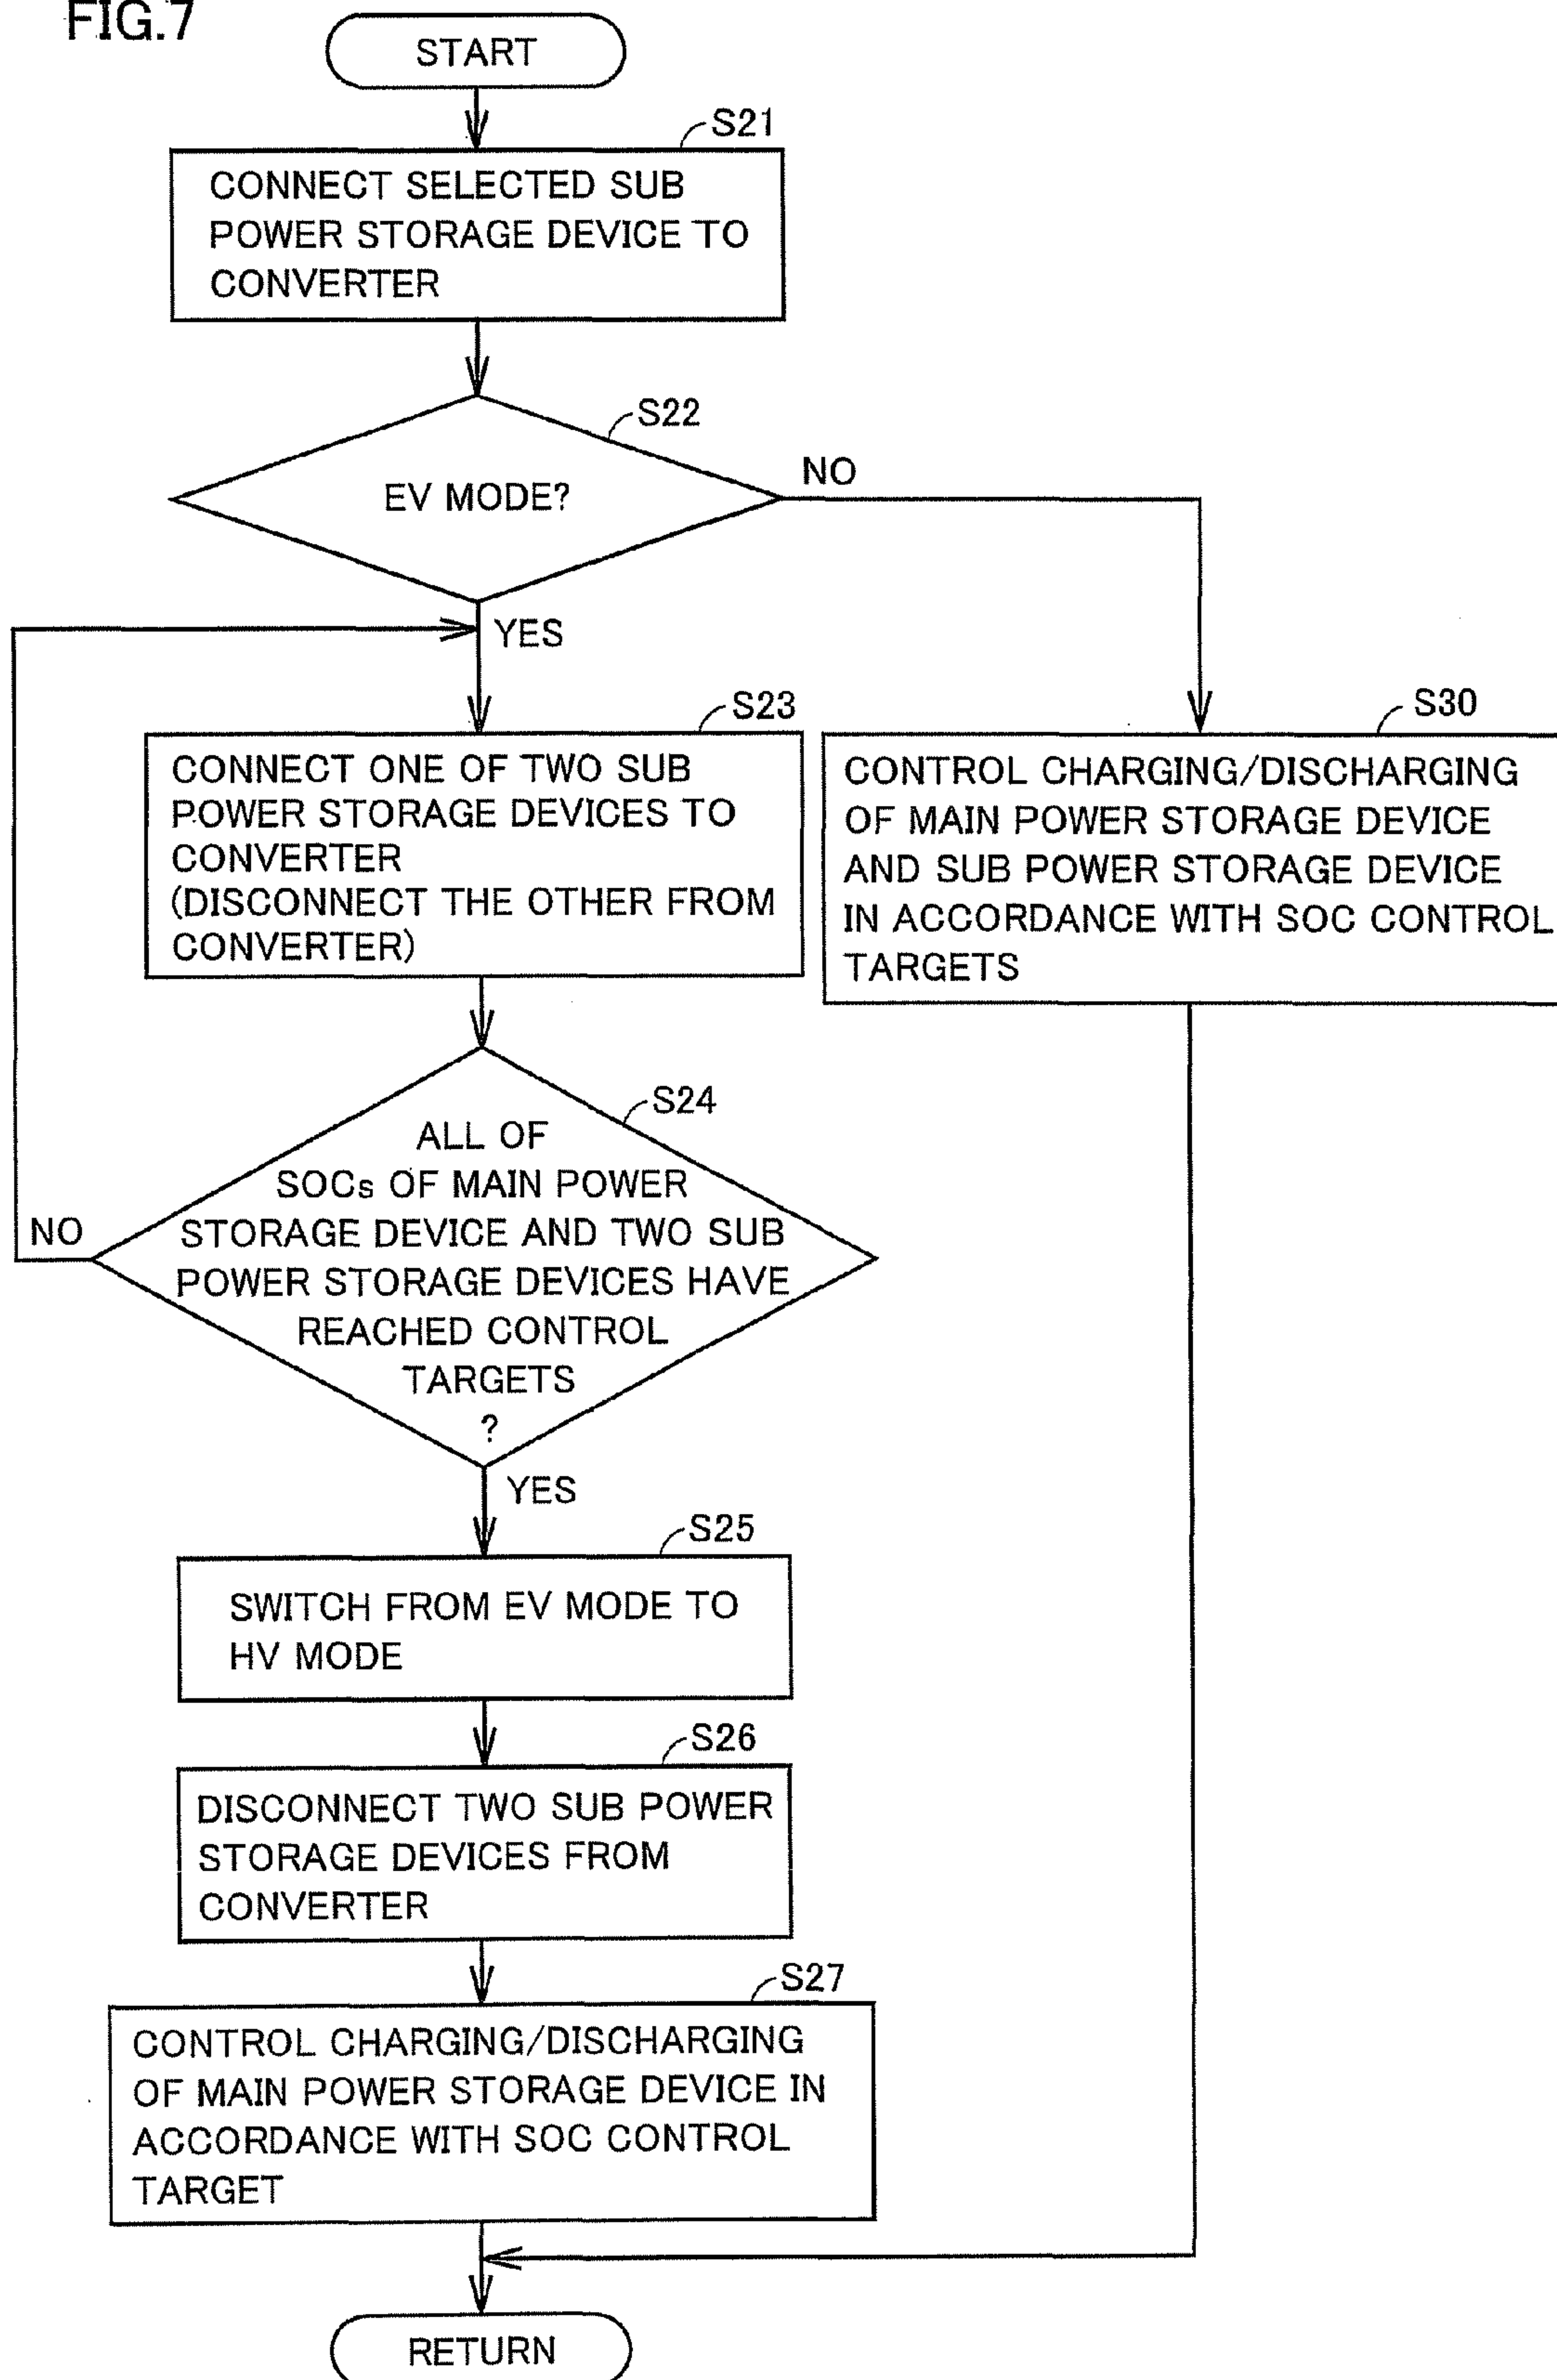 FIG.7
START
S21
CONNECT SELECTED SUB
POWER STORAGE DEVICE TO
CONVERTER
S22
EV MODE?
NO
YES
S23
CONNECT ONE OF TWO SUB
POWER STORAGE DEVICES TO
CONVERTER
(DISCONNECT THE OTHER FROM
CONVERTER)
S30
CONTROL CHARGING/DISCHARGING
OF MAIN POWER STORAGE DEVICE
AND SUB POWER STORAGE DEVICE
IN ACCORDANCE WITH SOC CONTROL
TARGETS
S24
ALL OF
SOCs OF MAIN POWER
STORAGE DEVICE AND TWO SUB
POWER STORAGE DEVICES HAVE
REACHED CONTROL
TARGETS
?
NO
YES
S25
SWITCH FROM EV MODE TO
HV MODE
S26
DISCONNECT TWO SUB POWER
STORAGE DEVICES FROM
CONVERTER
S27
CONTROL CHARGING/DISCHARGING
OF MAIN POWER STORAGE DEVICE IN
ACCORDANCE WITH SOC CONTROL
TARGET
RETURN